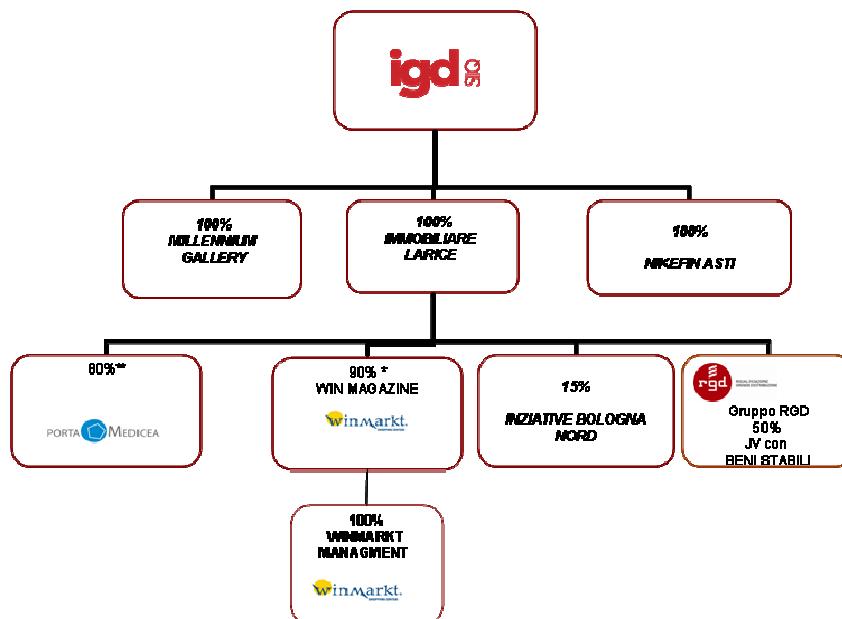 igd SIIQ
100%
MILLENNIUM
GALLERY
100%
IMMOBILIARE
LARICE
100%
NIKEFIN ASTI
80%**
PORTA MEDICEA
90% *
WIN MAGAZINE
winmarkt.
15%
INIZIATIVE BOLOGNA
NORD
rgd
Gruppo RGD
50%
JV con
BENI STABILI
100%
WINMARKT
MANAGMENT
winmarkt.